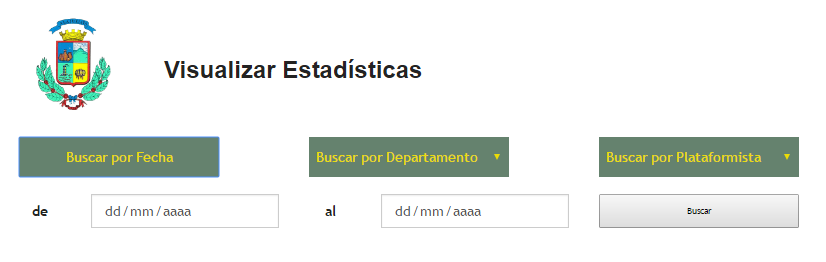 Visualizar Estadísticas
Buscar por Fecha
Buscar por Departamento
Buscar por Plataformista
de dd/mm/aaaa al dd/mm/aaaa Buscar